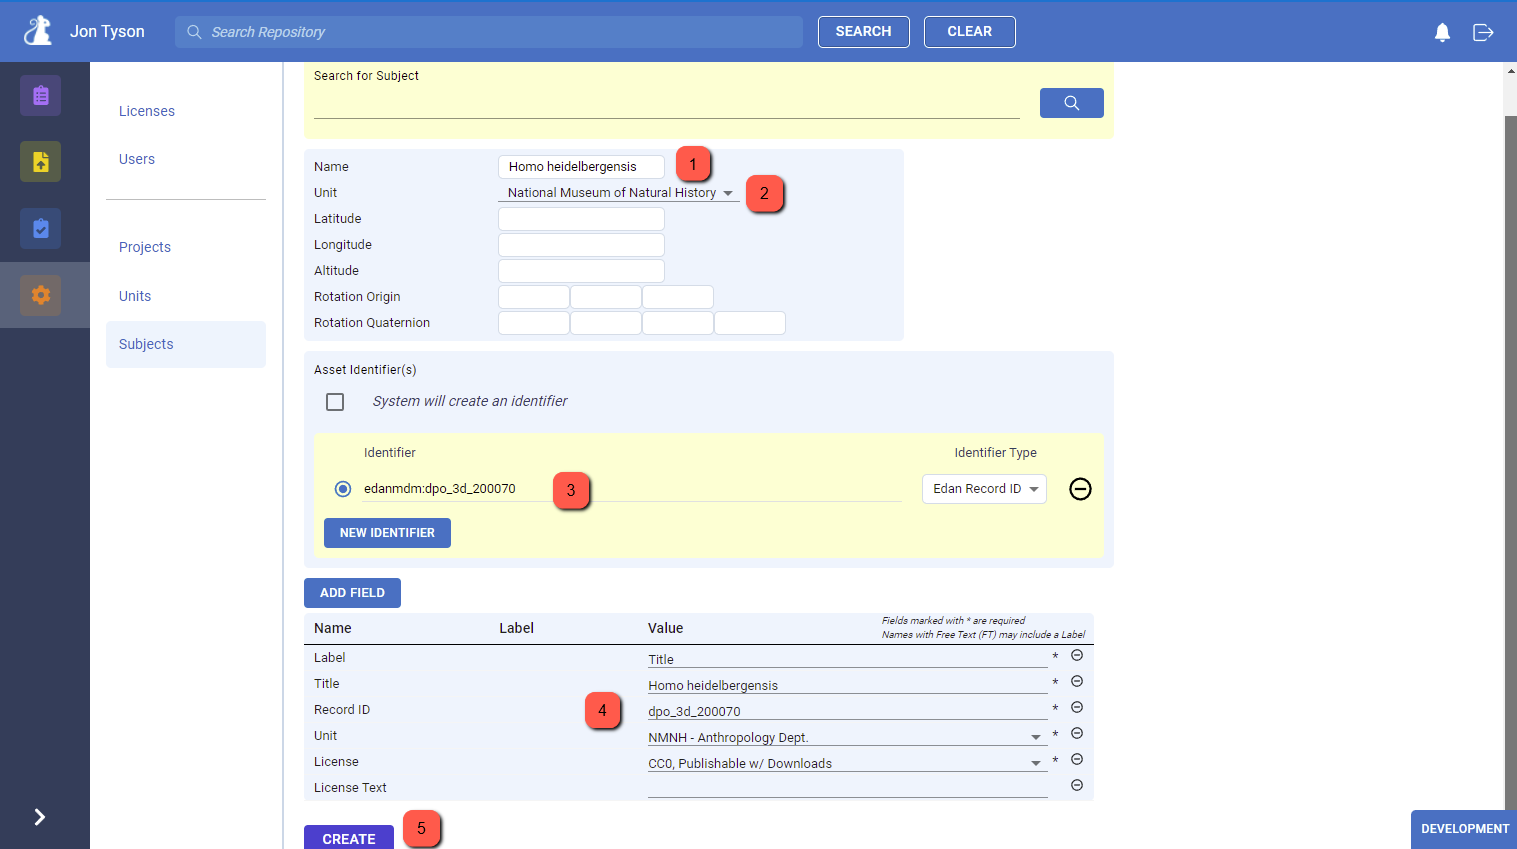 Jon Tyson
Search Repository
SEARCH
CLEAR
Licenses
Users
Projects
Units
Subjects
Search for Subject
Name Homo heidelbergensis 1
Unit National Museum of Natural History 2
Latitude
Longitude
Altitude
Rotation Origin
Rotation Quaternion
Asset Identifier(s)
System will create an identifier
Identifier Identifier Type
edanmdm:dpo_3d_200070 3 Edan Record ID
NEW IDENTIFIER
ADD FIELD
Name Label Value
Fields marked with * are required
Names with Free Text (FT) may include a Label
Label Title *
Title Homo heidelbergensis *
Record ID 4 dpo_3d_200070 *
Unit NMNH - Anthropology Dept. *
License CC0, Publishable w/ Downloads *
License Text
CREATE 5
DEVELOPMENT